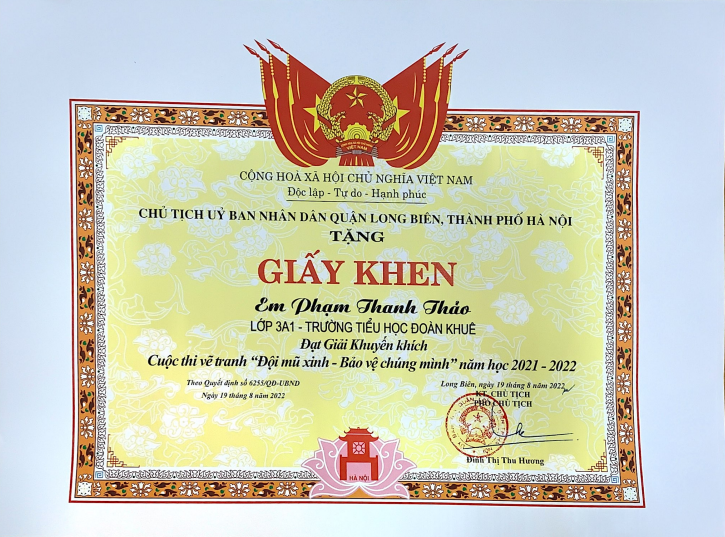 VIỆT NAM
CỘNG HOÀ XÃ HỘI CHỦ NGHĨA VIỆT NAM
Độc lập - Tự do - Hạnh phúc
CHỦ TỊCH UỶ BAN NHÂN DÂN QUẬN LONG BIÊN, THÀNH PHỐ HÀ NỘI
TẶNG
GIẤY KHEN
Em Phạm Thanh Thảo
LỚP 3A1 - TRƯỜNG TIỂU HỌC ĐOÀN KHUÊ
Đạt Giải Khuyến khích
Cuộc thi vẽ tranh “Đội mũ xinh - Bảo vệ chúng mình” năm học 2021 - 2022
Theo Quyết định số 6255/QĐ-UBND
Ngày 19 tháng 8 năm 2022
Long Biên, ngày 19 tháng 8 năm 2022
KT. CHỦ TỊCH
PHÓ CHỦ TỊCH
Đinh Thị Thu Hương
HÀ NỘI